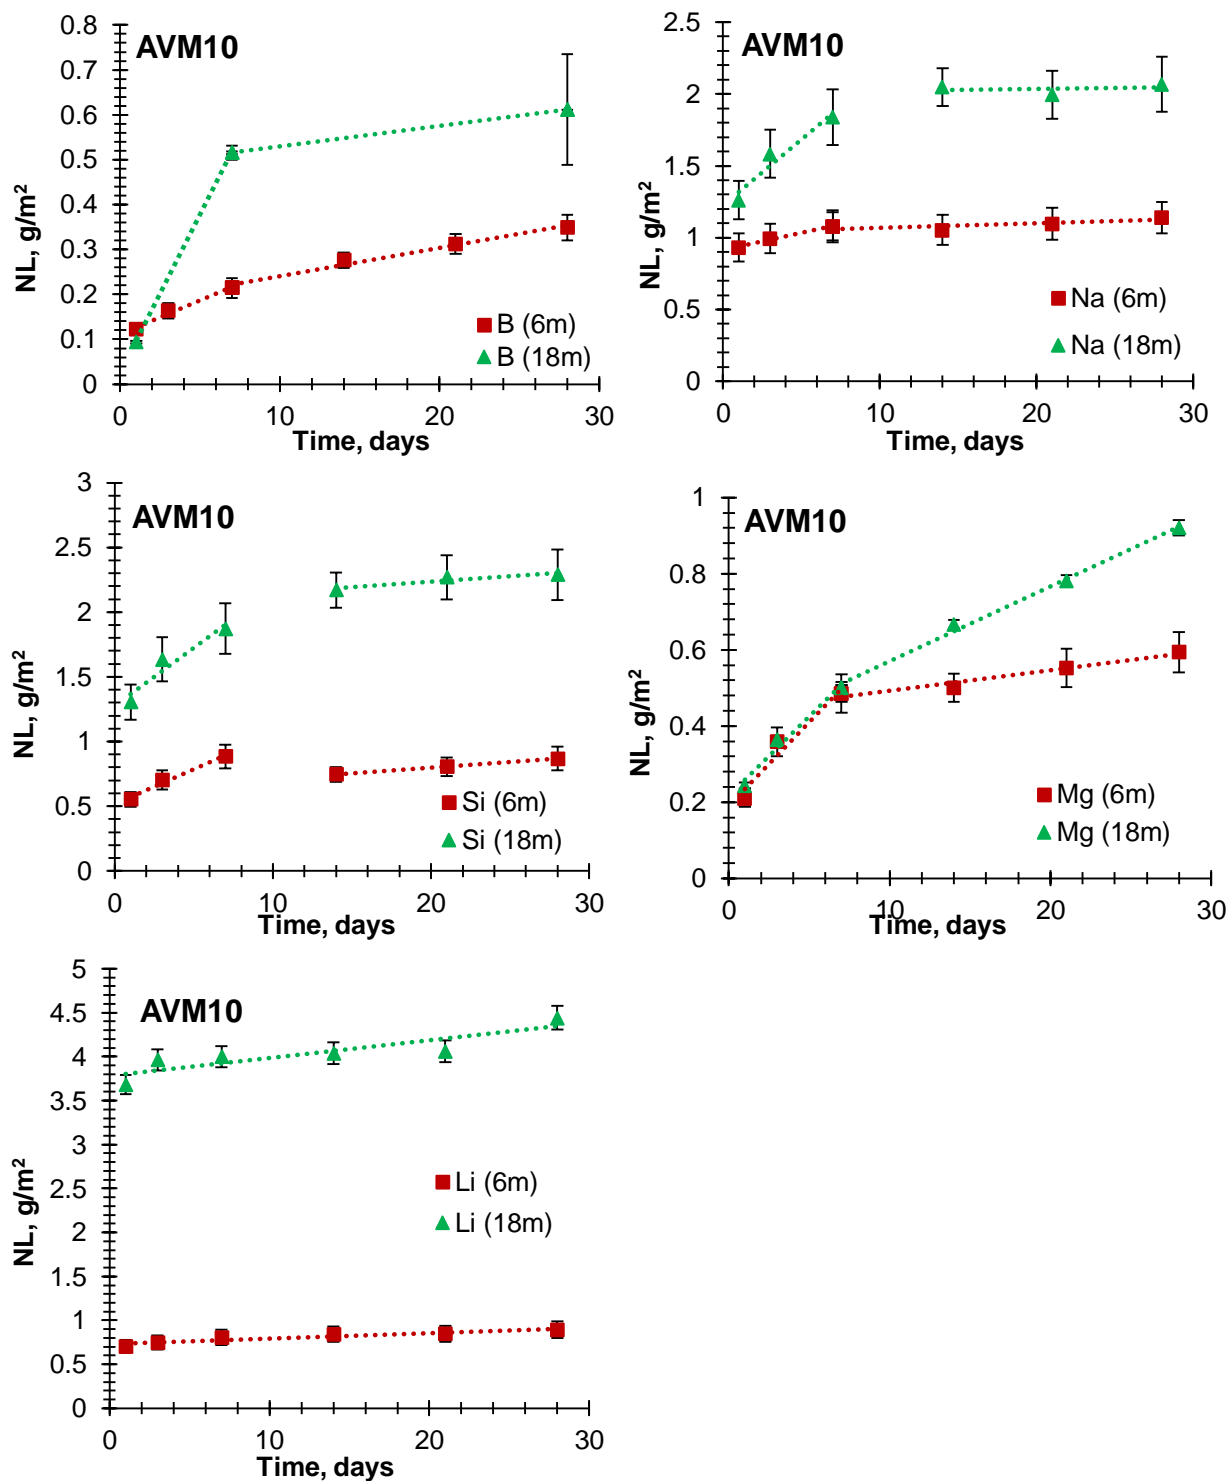 AVM10
NL, g/m²
0.8
0.7
0.6
0.5
0.4
0.3
0.2
0.1
0
B (6m)
B (18m)
0 10 20 30
Time, days
AVM10
NL, g/m²
2.5
2
1.5
1
0.5
0
Na (6m)
Na (18m)
0 10 20 30
Time, days
AVM10
NL, g/m²
3
2.5
2
1.5
1
0.5
0
Si (6m)
Si (18m)
0 10 20 30
Time, days
AVM10
NL, g/m²
1
0.8
0.6
0.4
0.2
0
Mg (6m)
Mg (18m)
0 10 20 30
Time, days
AVM10
NL, g/m²
5
4.5
4
3.5
3
2.5
2
1.5
1
0.5
0
Li (6m)
Li (18m)
0 10 20 30
Time, days